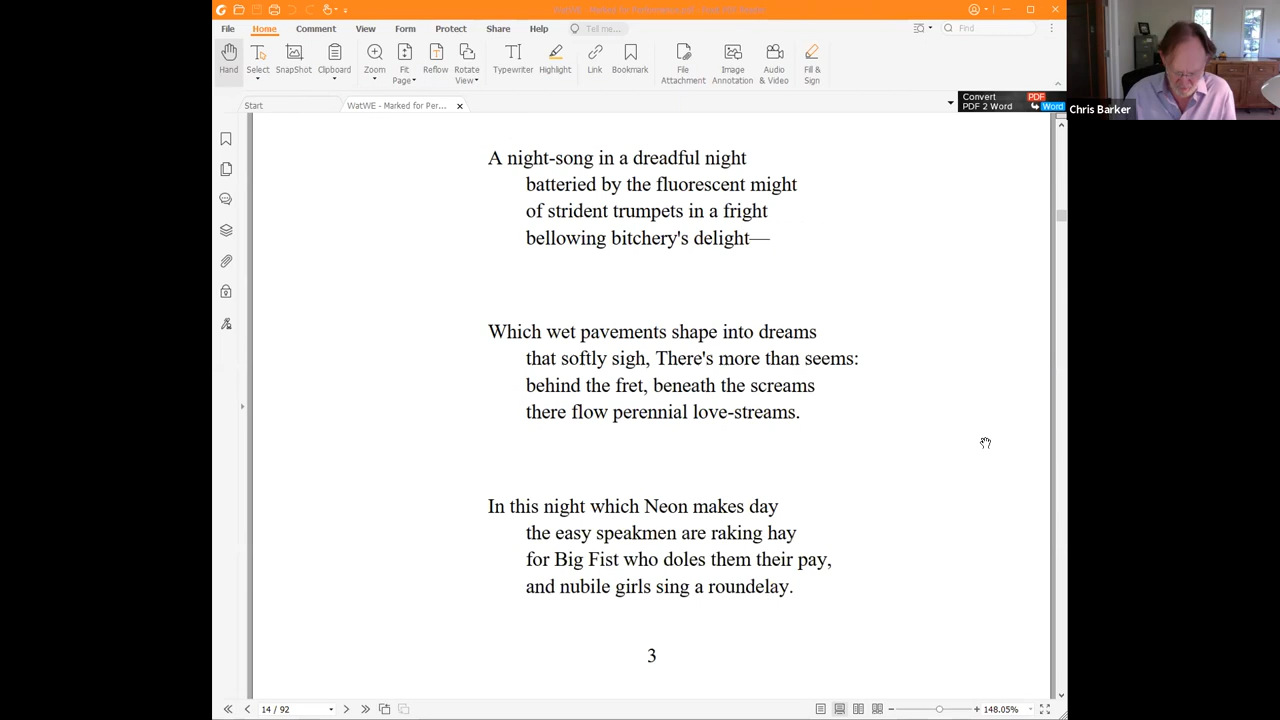 File Home Comment View Form Protect Share Help Tell me... Find
Hand Select SnapShot Clipboard Zoom Fit Page Reflow Rotate View Typewriter Highlight Link Bookmark File Attachment Image Annotation Audio & Video Fill & Sign
Start WatWE - Marked for Per... Convert PDF 2 Word PDF Word
Chris Barker
A night-song in a dreadful night
batteried by the fluorescent might
of strident trumpets in a fright
bellowing bitchery's delight—
Which wet pavements shape into dreams
that softly sigh, There's more than seems:
behind the fret, beneath the screams
there flow perennial love-streams.
In this night which Neon makes day
the easy speakmen are raking hay
for Big Fist who doles them their pay,
and nubile girls sing a roundelay.
3
14 / 92 148.05%